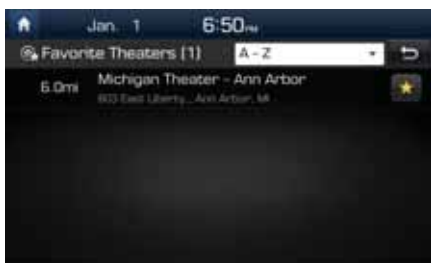 Jan. 1 6:50PM
Favorite Theaters (1) A - Z
6.0mi Michigan Theater - Ann Arbor
603 East Liberty... Ann Arbor, MI